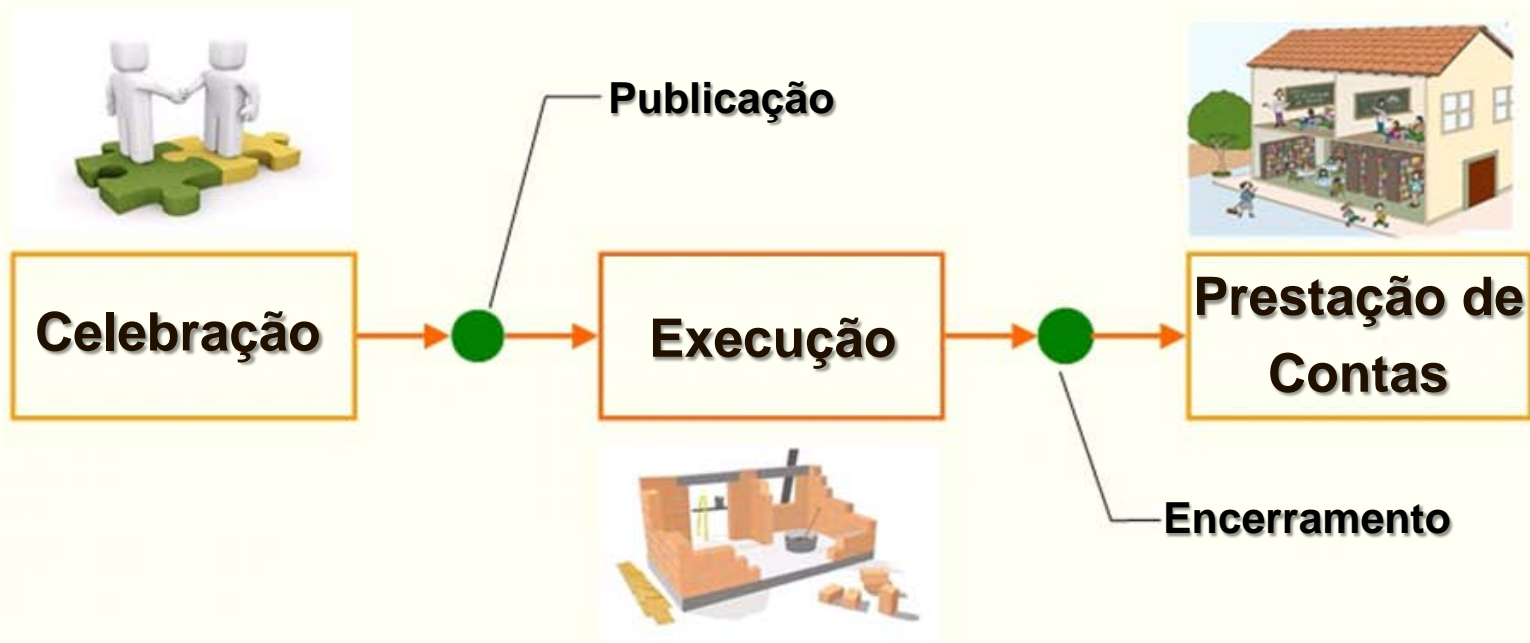 Publicação
Celebração
Execução
Prestação de
Contas
Encerramento